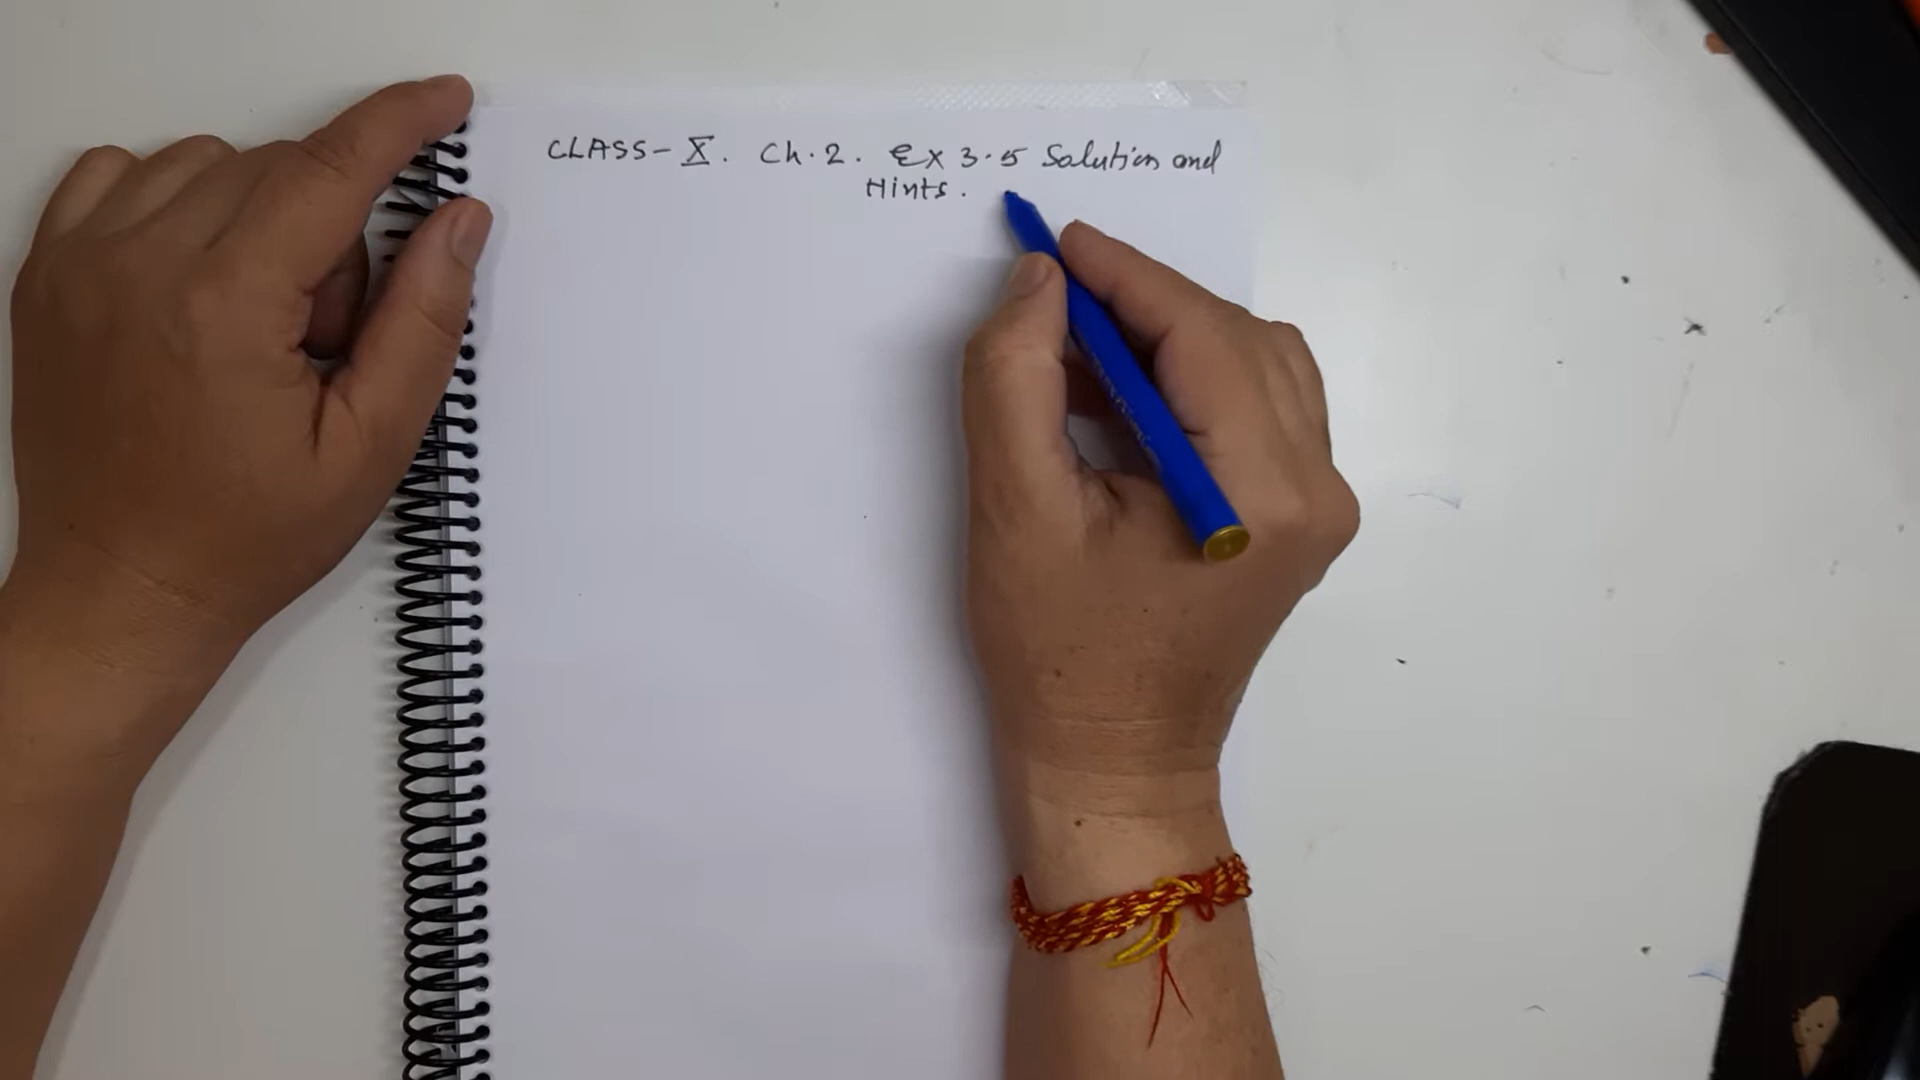 CLASS-X. Ch.2. Ex 3.5 Solution and
Hints.